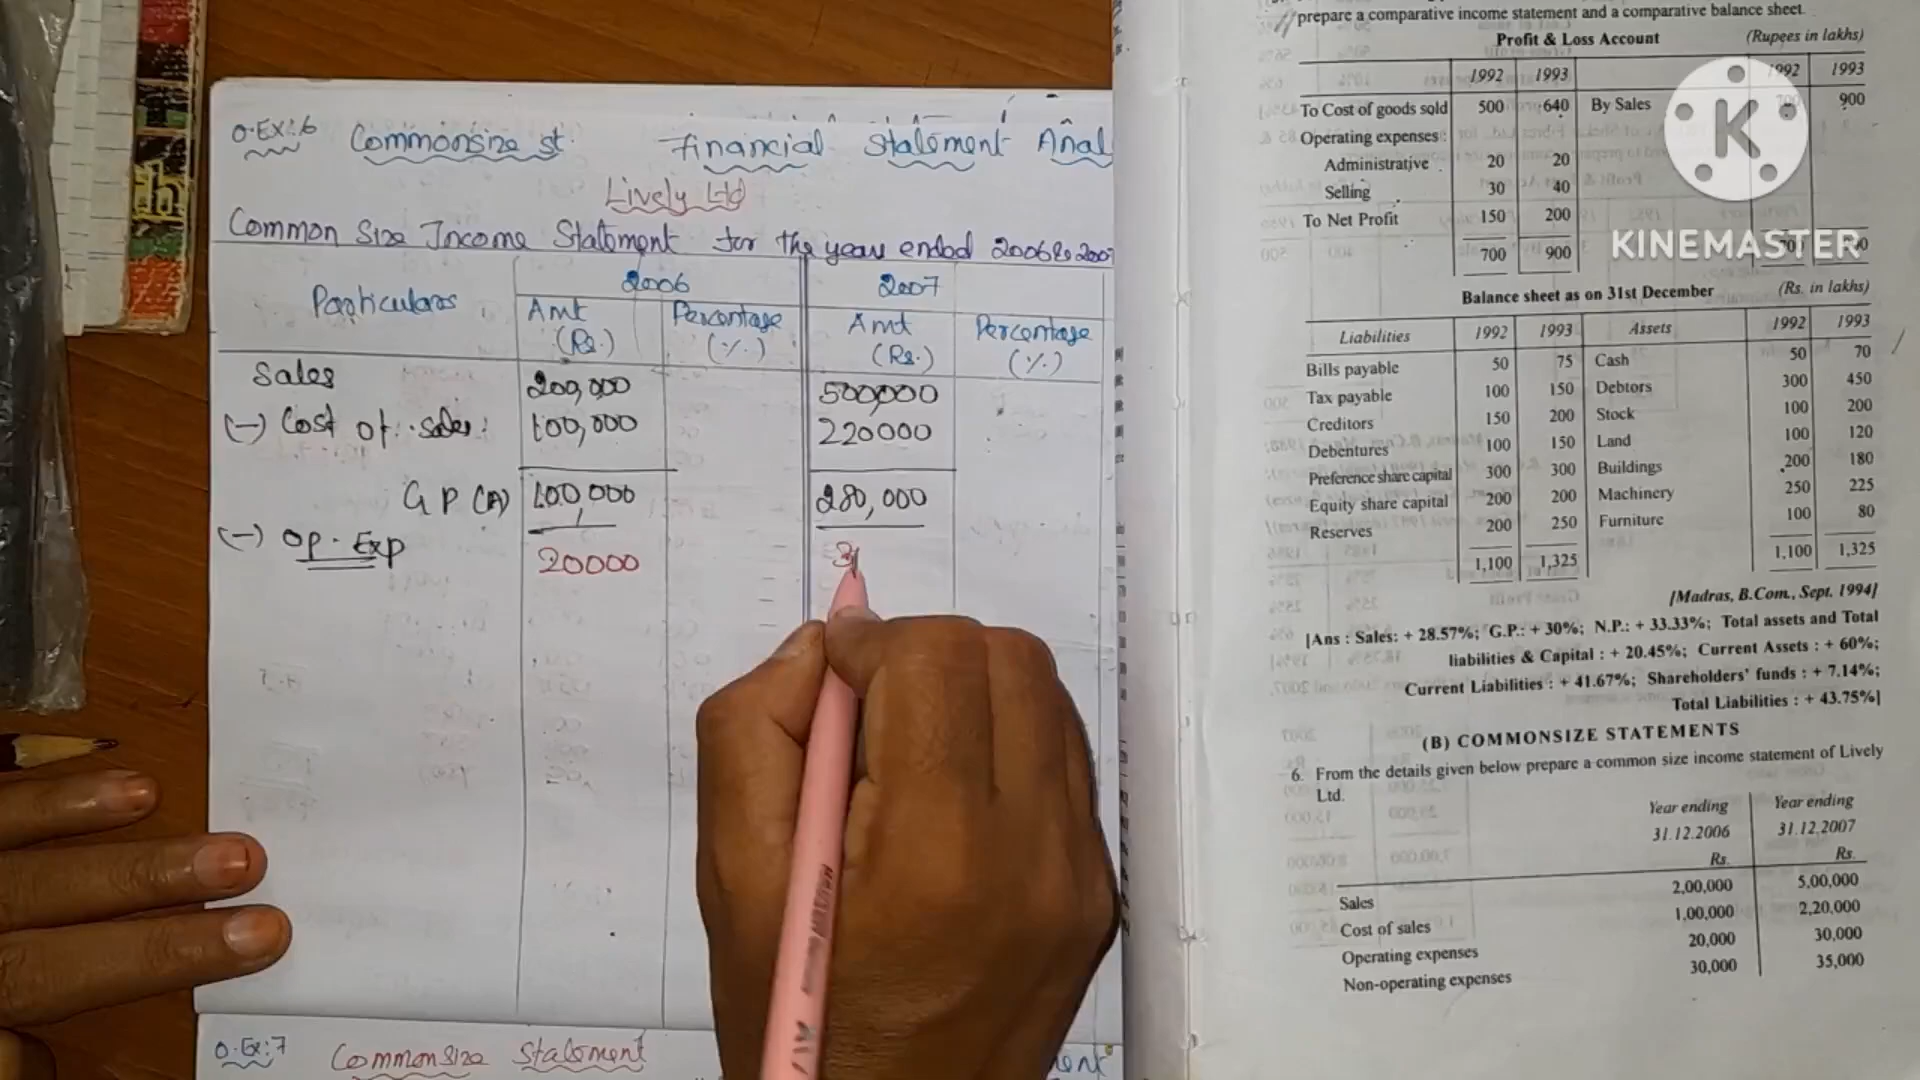 O.Ex:6 Commonsize st. Financial Statement Anal
Lively Ltd
Common Size Income Statement for the year ended 2006 & 2007
Particulars 2006 2007
Amt (Rs.) Percentage (%) Amt (Rs.) Percentage (%)
Sales 200,000 500,000
(-) Cost of sales: 100,000 220000
G P (A) 100,000 280,000
(-) Op. Exp 20000 3
O.Ex:7 Commonsize Statement ment
prepare a comparative income statement and a comparative balance sheet.
Profit & Loss Account (Rupees in lakhs)
1992 1993 1992 1993
To Cost of goods sold 500 640 By Sales 700 900
Operating expenses:
Administrative 20 20
Selling 30 40
To Net Profit 150 200
700 900 700
K
KINEMASTER
Balance sheet as on 31st December (Rs. in lakhs)
Liabilities 1992 1993 Assets 1992 1993
Bills payable 50 75 Cash 50 70
Tax payable 100 150 Debtors 300 450
Creditors 150 200 Stock 100 200
Debentures 100 150 Land 100 120
Preference share capital 300 300 Buildings 200 180
Equity share capital 200 200 Machinery 250 225
Reserves 200 250 Furniture 100 80
1,100 1,325 1,100 1,325
[Madras, B.Com., Sept. 1994]
[Ans : Sales: + 28.57%; G.P.: + 30%; N.P.: + 33.33%; Total assets and Total
liabilities & Capital : + 20.45%; Current Assets : + 60%;
Current Liabilities : + 41.67%; Shareholders' funds : + 7.14%;
Total Liabilities : + 43.75%]
(B) COMMONSIZE STATEMENTS
6. From the details given below prepare a common size income statement of Lively
Ltd.
Year ending Year ending
31.12.2006 31.12.2007
Rs. Rs.
Sales 2,00,000 5,00,000
Cost of sales 1,00,000 2,20,000
Operating expenses 20,000 30,000
Non-operating expenses 30,000 35,000